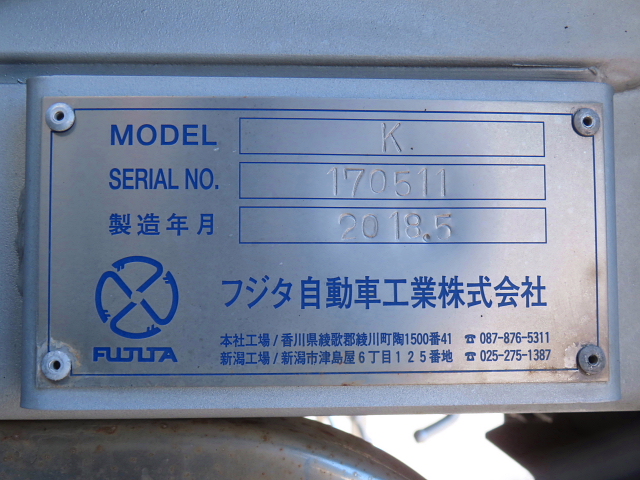 MODEL K
SERIAL NO. 170511
製造年月 2018.5
フジタ自動車工業株式会社
FUJITA
本社工場/香川県綾歌郡綾川町陶1500番41 ☎087-876-5311
新潟工場/新潟市津島屋6丁目125番地 ☎025-275-1387